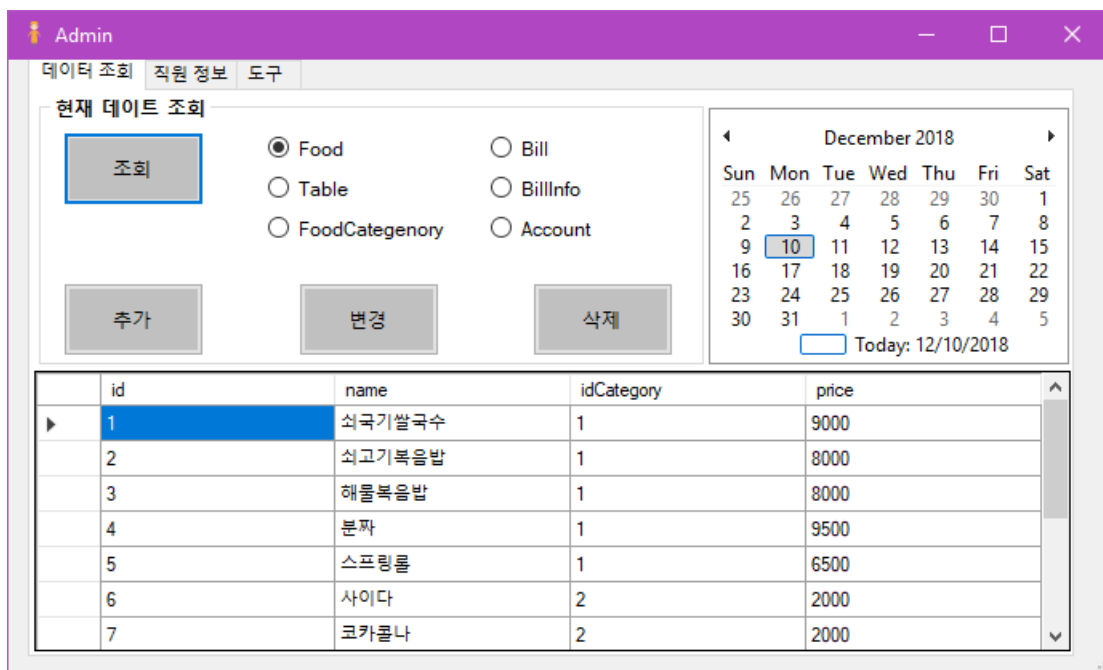 Admin
데이터 조회 직원 정보 도구
현재 데이트 조회
조회
Food Bill
Table BillInfo
FoodCategenory Account
추가 변경 삭제
December 2018
Sun Mon Tue Wed Thu Fri Sat
25 26 27 28 29 30 1
2 3 4 5 6 7 8
9 10 11 12 13 14 15
16 17 18 19 20 21 22
23 24 25 26 27 28 29
30 31 1 2 3 4 5
Today: 12/10/2018
id name idCategory price
1 쇠국기쌀국수 1 9000
2 쇠고기복음밥 1 8000
3 해물복음밥 1 8000
4 분짜 1 9500
5 스프링롤 1 6500
6 사이다 2 2000
7 코카콜나 2 2000